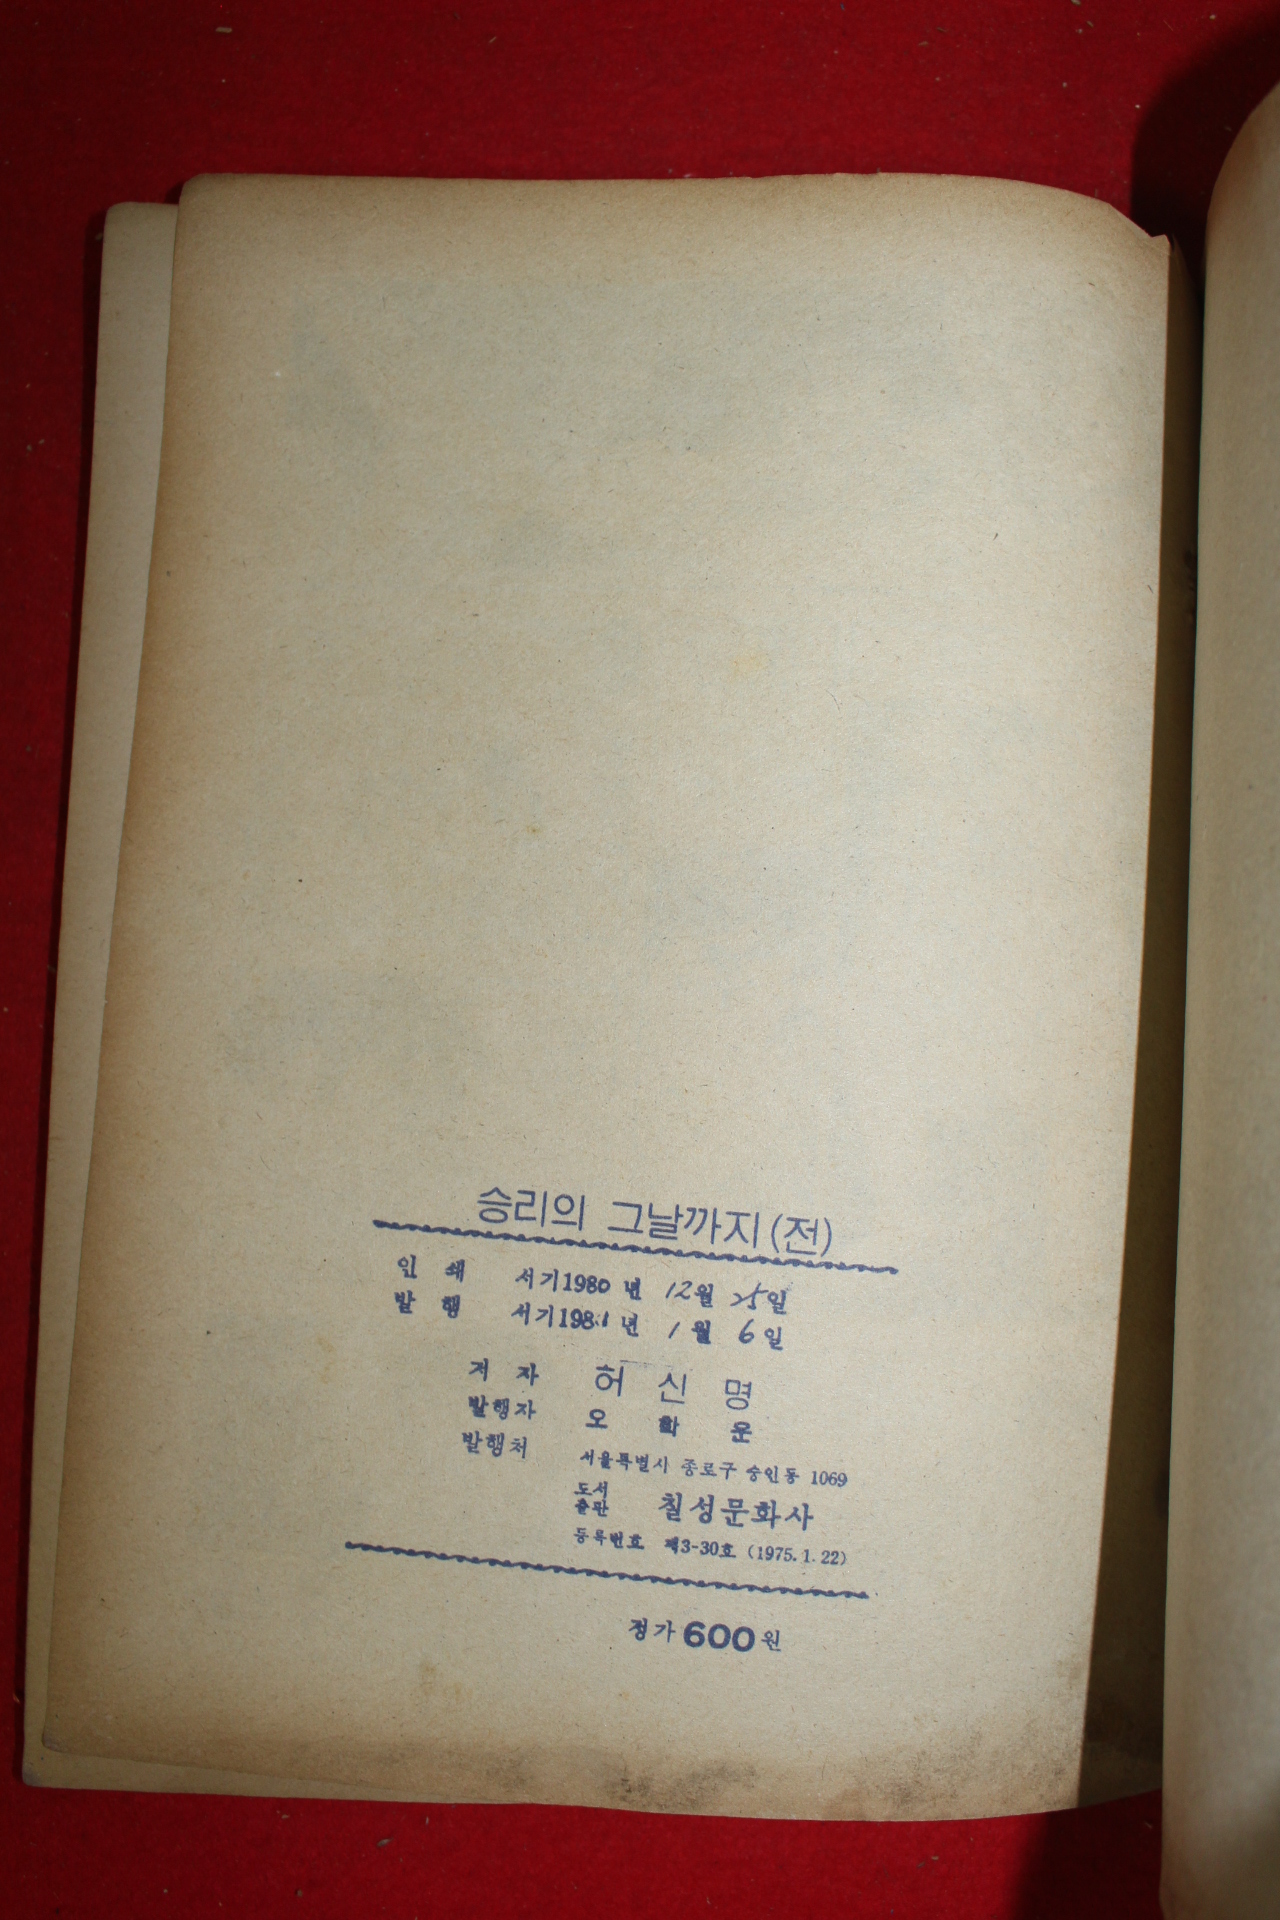 승리의 그날까지(전)
인 쇄 서기1980년 12월 25일
발 행 서기1981년 1월 6일
저 자 허 신 명
발행자 오 학 운
발행처 서울특별시 종로구 숭인동 1069
도서출판 칠성문화사
등록번호 제3-30호 (1975.1.22)
정가 600원